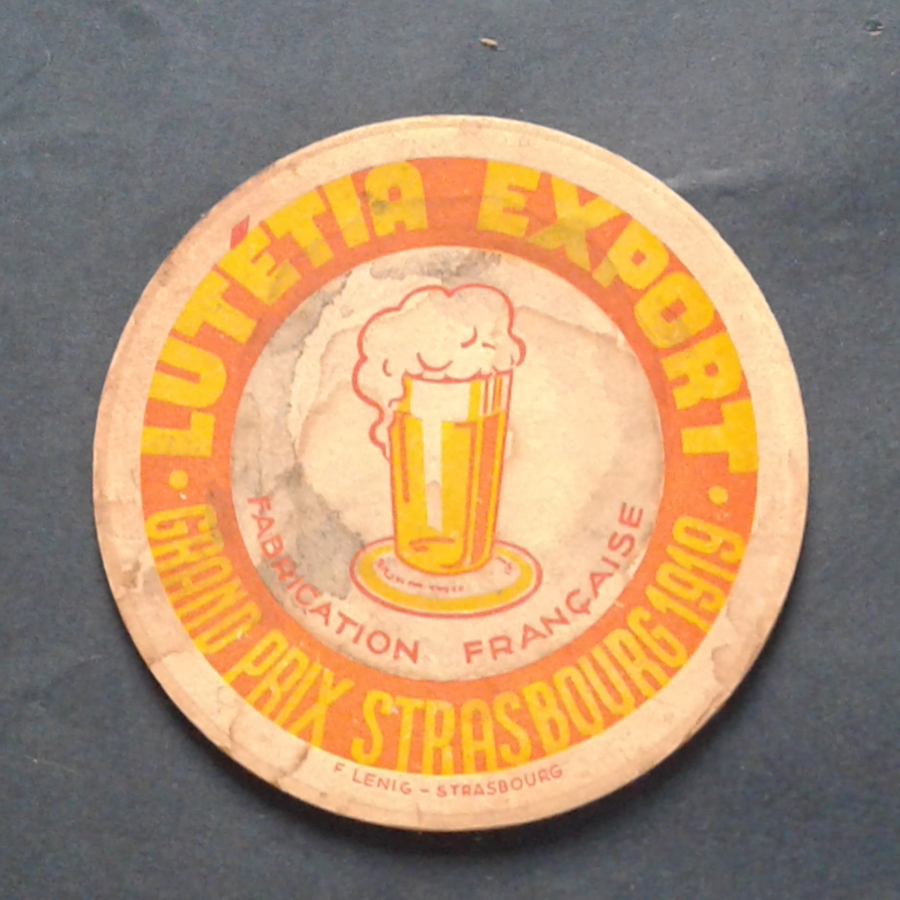 LUTÉTIA EXPORT
FABRICATION FRANÇAISE
• GRAND PRIX STRASBOURG 1919 •
F LENIG - STRASBOURG